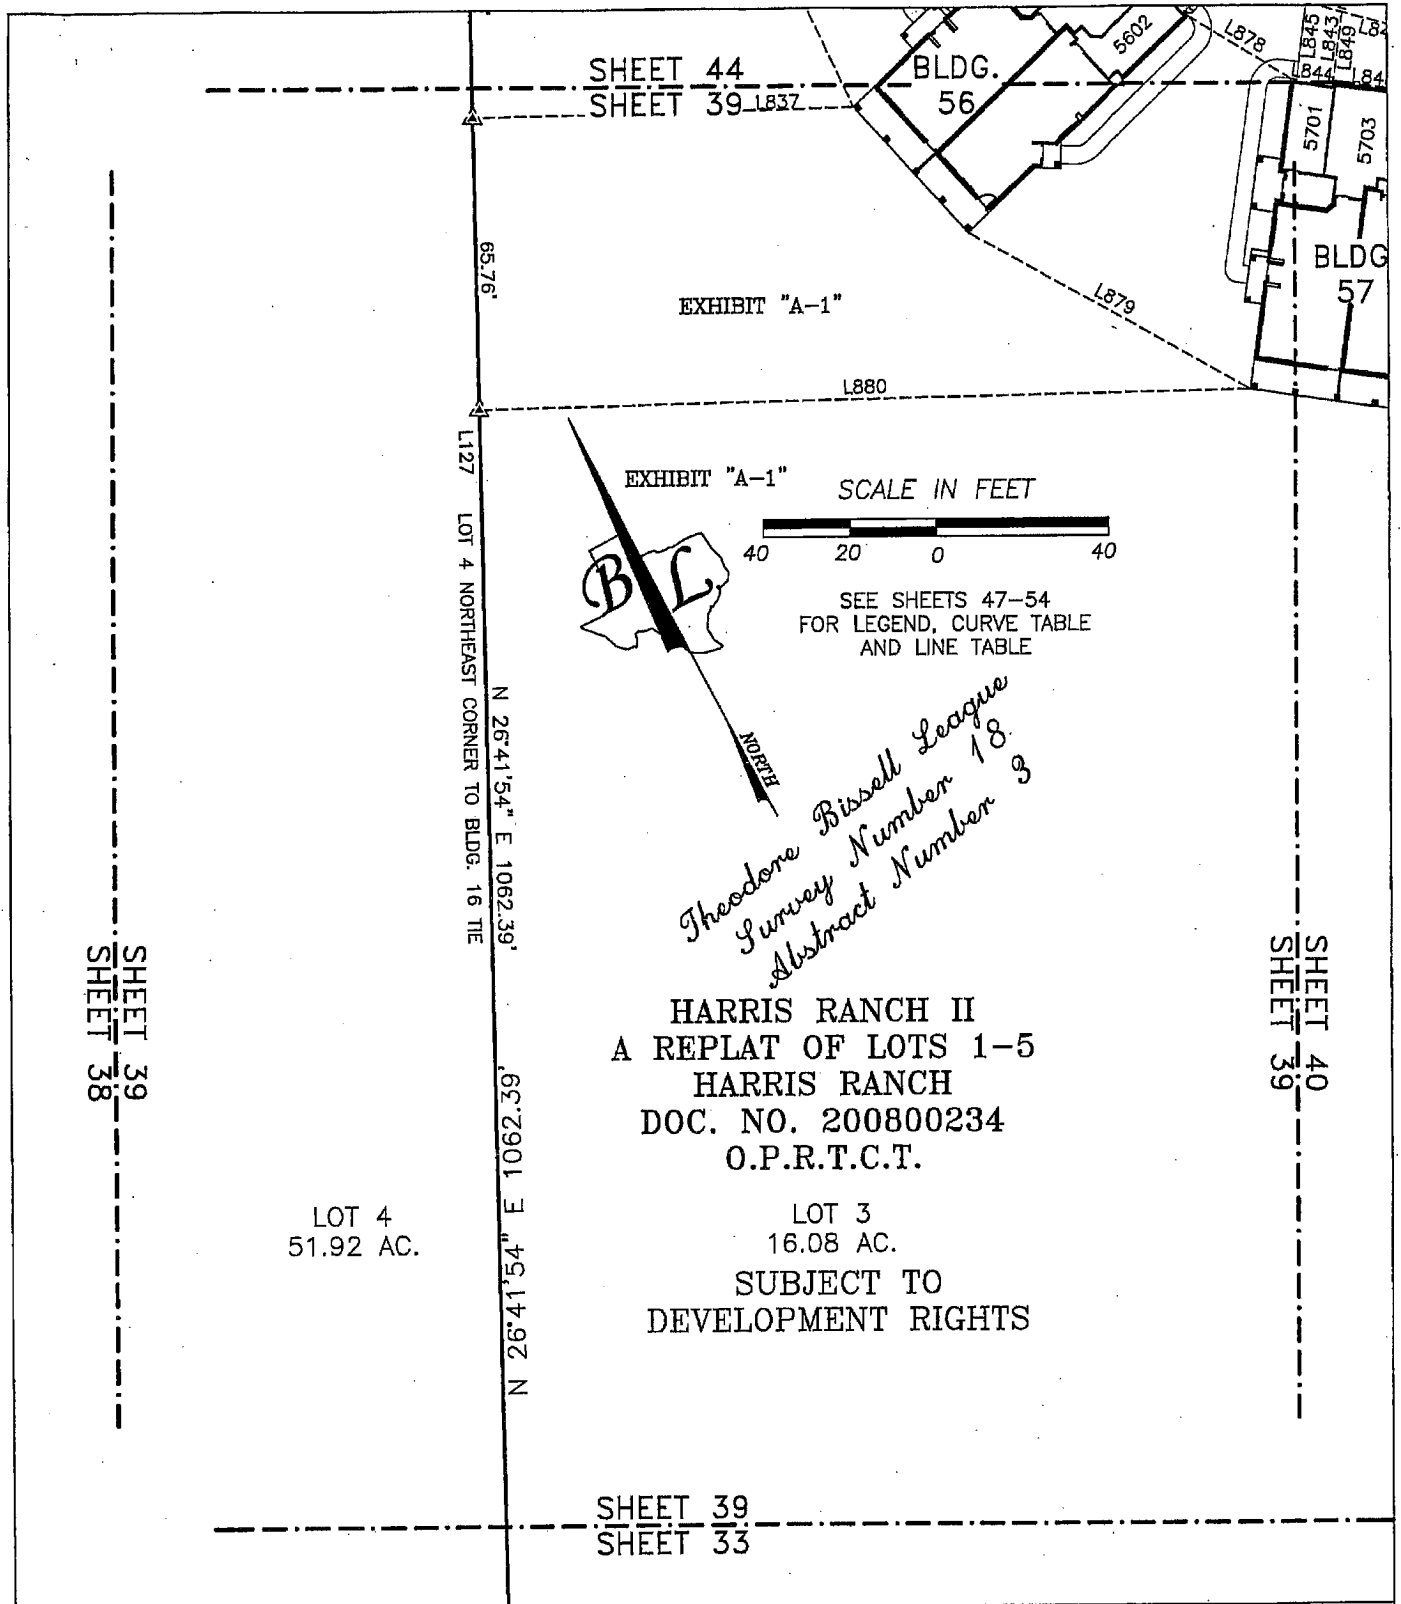 SHEET 44
SHEET 39
L837
BLDG.
56
5602
L878
L845
L843
L849
L844
5701
5703
BLDG
57
65.76'
EXHIBIT "A-1"
L879
L880
L127 LOT 4 NORTHEAST CORNER TO BLDG. 16 TIE
EXHIBIT "A-1"
SCALE IN FEET
40 20 0 40
B L
NORTH
SEE SHEETS 47-54
FOR LEGEND, CURVE TABLE
AND LINE TABLE
N 26°41'54" E 1062.39'
Theodore Bissell League
Survey Number 18
Abstract Number 3
SHEET 39
SHEET 38
SHEET 40
SHEET 39
HARRIS RANCH II
A REPLAT OF LOTS 1-5
HARRIS RANCH
DOC. NO. 200800234
O.P.R.T.C.T.
N 26°41'54" E 1062.39'
LOT 4
51.92 AC.
LOT 3
16.08 AC.
SUBJECT TO
DEVELOPMENT RIGHTS
SHEET 39
SHEET 33